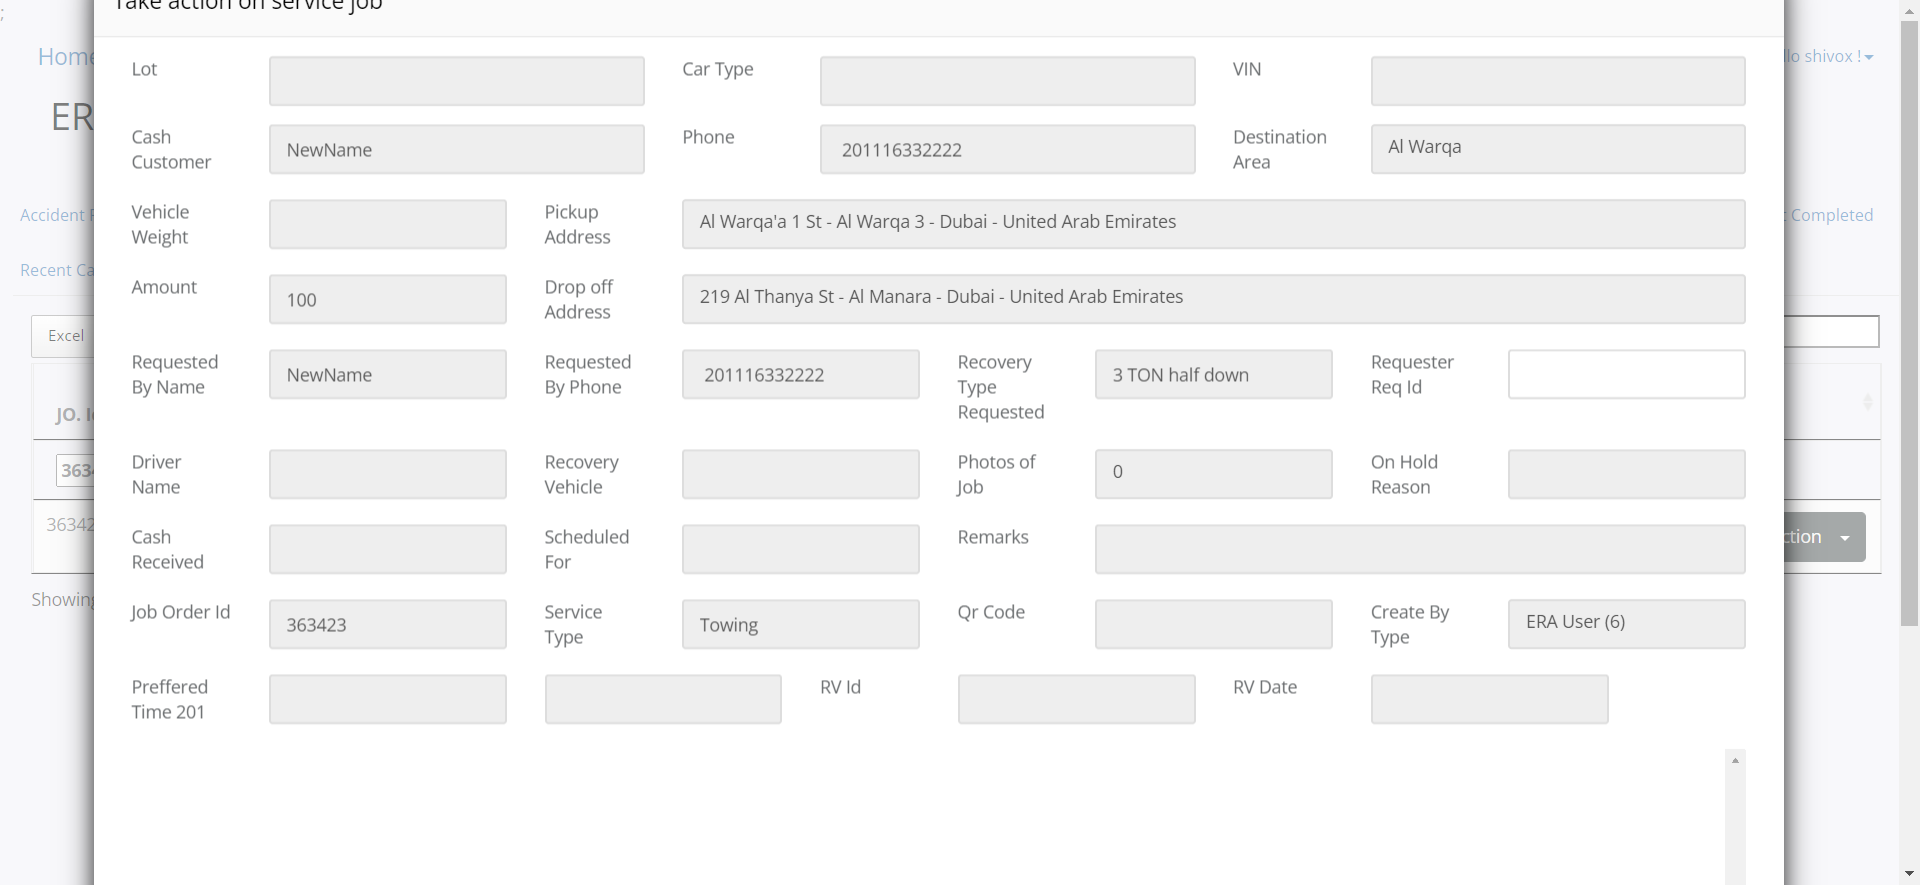 Take action on service job
;
Home
llo shivox !
ER
Accident
Completed
Recent Ca
Excel
JO.
363
36342
ction
Showing
Lot
Car Type
VIN
Cash Customer
NewName
Phone
201116332222
Destination Area
Al Warqa
Vehicle Weight
Pickup Address
Al Warqa'a 1 St - Al Warqa 3 - Dubai - United Arab Emirates
Amount
100
Drop off Address
219 Al Thanya St - Al Manara - Dubai - United Arab Emirates
Requested By Name
NewName
Requested By Phone
201116332222
Recovery Type Requested
3 TON half down
Requester Req Id
Driver Name
Recovery Vehicle
Photos of Job
0
On Hold Reason
Cash Received
Scheduled For
Remarks
Job Order Id
363423
Service Type
Towing
Qr Code
Create By Type
ERA User (6)
Preffered Time 201
RV Id
RV Date